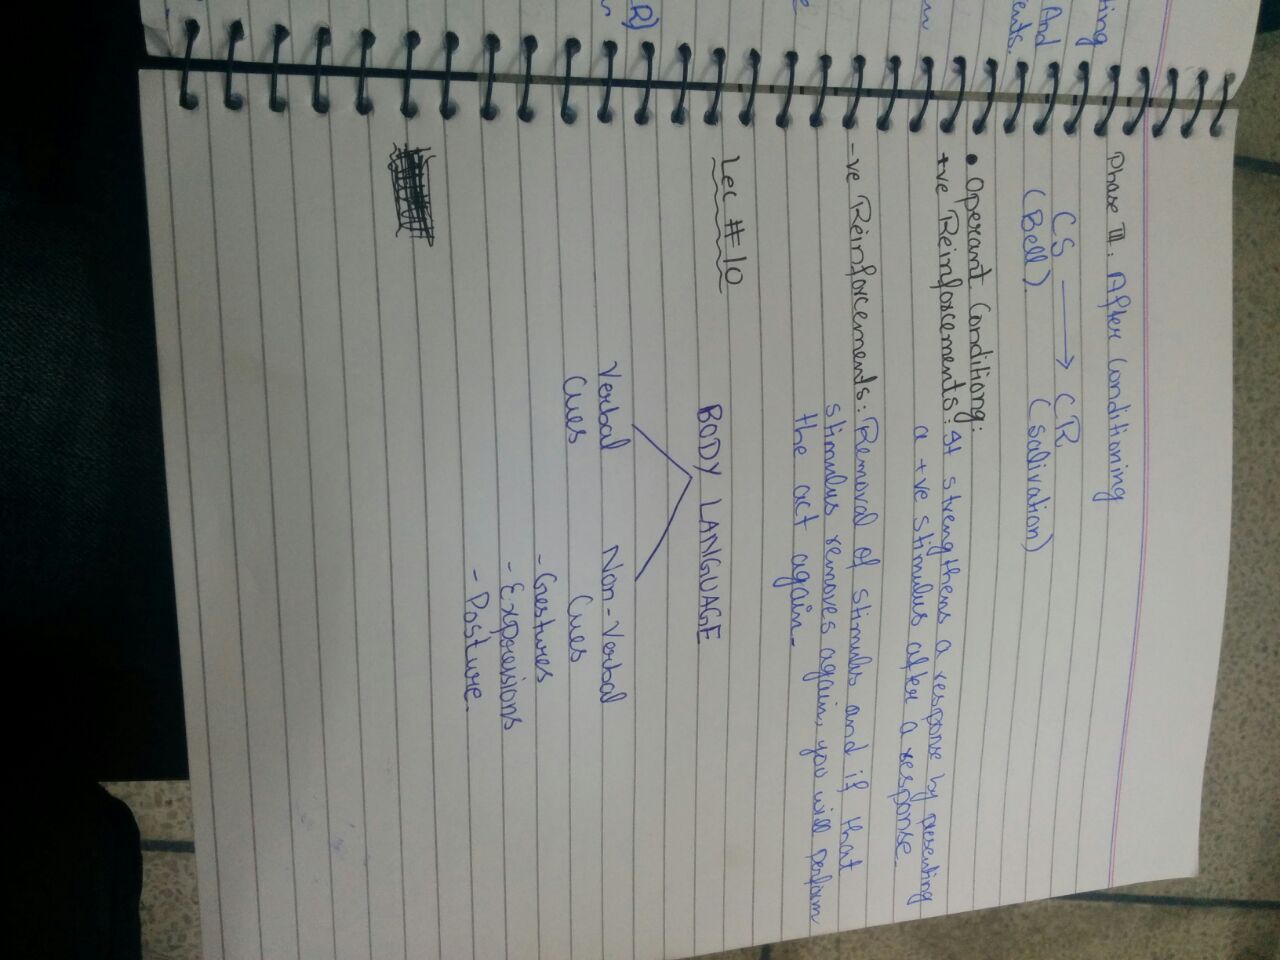 ting
And
ents.
R)
Phase III: After Conditioning
CS → CR
(Bell). (Salivation)
• Operant Conditiong:
+ve Reinforcements: It strengthens a response by presenting
a +ve stimulus after a response.
-ve Reinforcements: Removal of stimulus and if that
stimulus removes again, you will perform
the act again-
Lec # 10
BODY LANGUAGE
Verbal Non-Verbal
Cues Cues
- Gestures
- Expressions
- Posture.